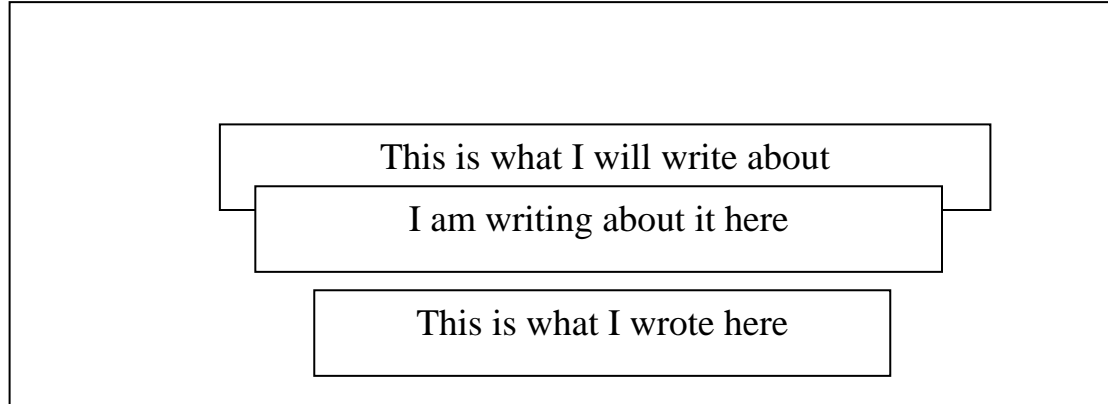 This is what I will write about
I am writing about it here
This is what I wrote here